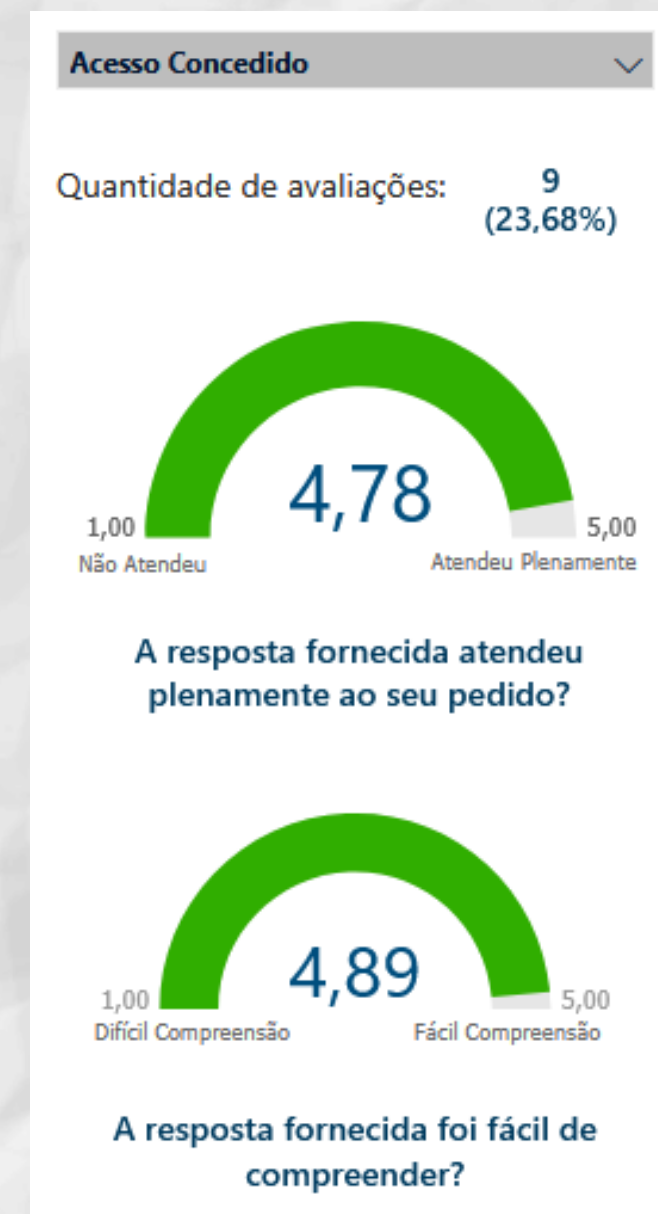 Acesso Concedido
Quantidade de avaliações: 9
(23,68%)
4,78
1,00 5,00
Não Atendeu Atendeu Plenamente
A resposta fornecida atendeu
plenamente ao seu pedido?
4,89
1,00 5,00
Difícil Compreensão Fácil Compreensão
A resposta fornecida foi fácil de
compreender?